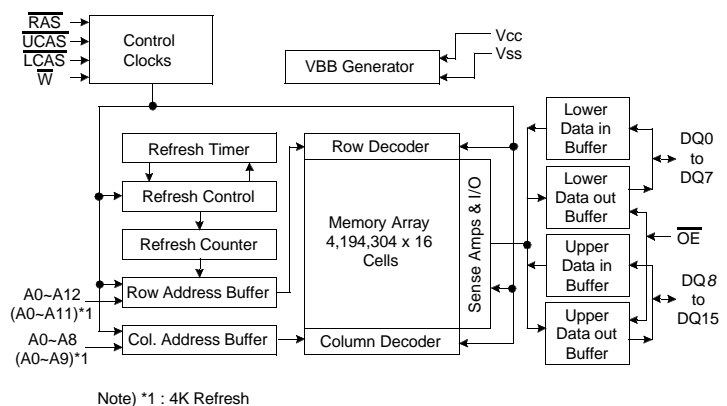 RAS
UCAS
LCAS
W
Control
Clocks
VBB Generator
Vcc
Vss
Refresh Timer
Refresh Control
Refresh Counter
Row Address Buffer
Col. Address Buffer
A0~A12
(A0~A11)*1
A0~A8
(A0~A9)*1
Row Decoder
Memory Array
4,194,304 x 16
Cells
Column Decoder
Sense Amps & I/O
Lower
Data in
Buffer
Lower
Data out
Buffer
Upper
Data in
Buffer
Upper
Data out
Buffer
DQ0
to
DQ7
OE
DQ8
to
DQ15
Note) *1 : 4K Refresh